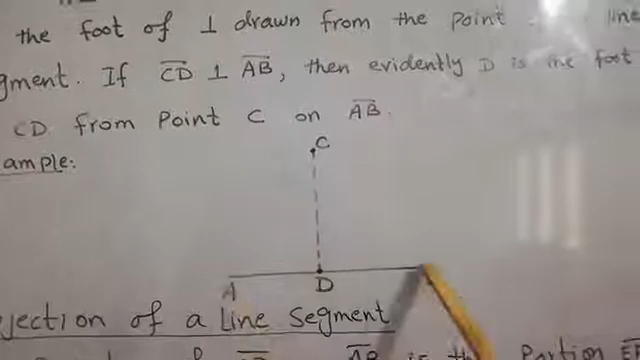 the foot of ⊥ drawn from the point line
gment. If CD ⊥ AB, then evidently D is the foot
CD from point C on AB.
ample:
C
A D
jection of a Line Segment